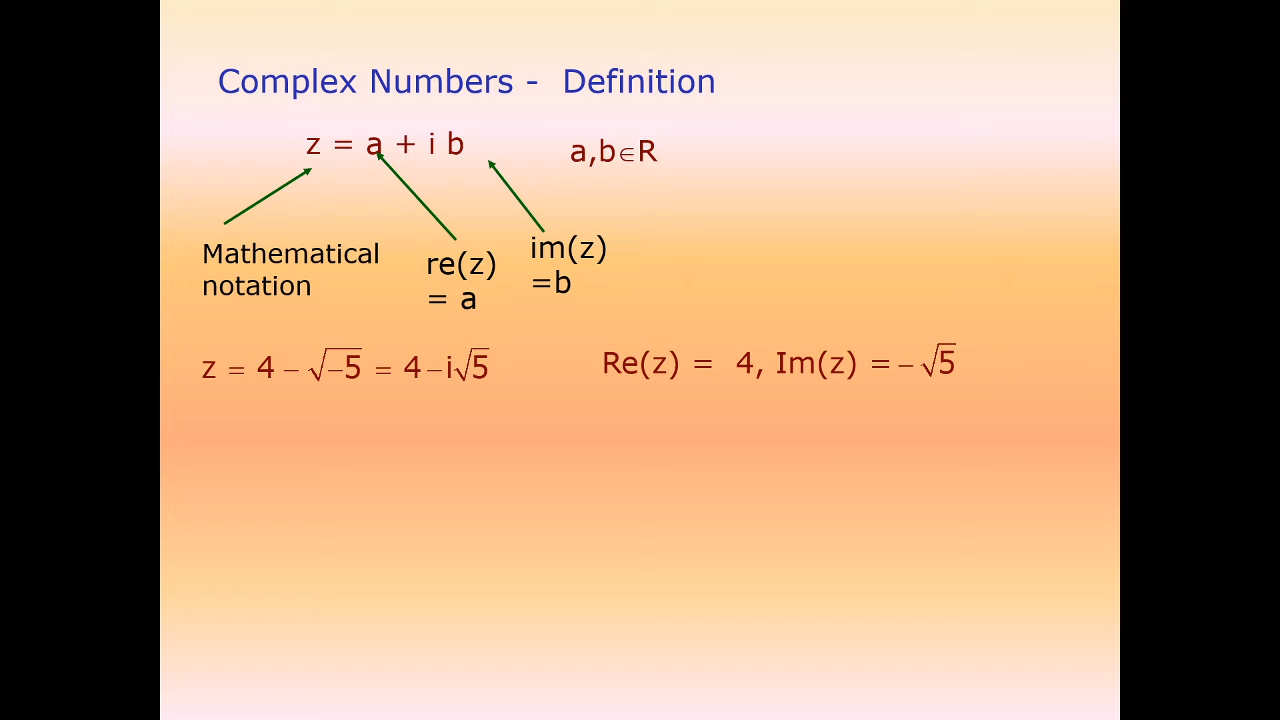 Complex Numbers - Definition
z = a + i b
a,b∈R
Mathematical
notation
re(z)
= a
im(z)
=b
z = 4 − √−5 = 4 − i√5
Re(z) = 4, Im(z) = − √5